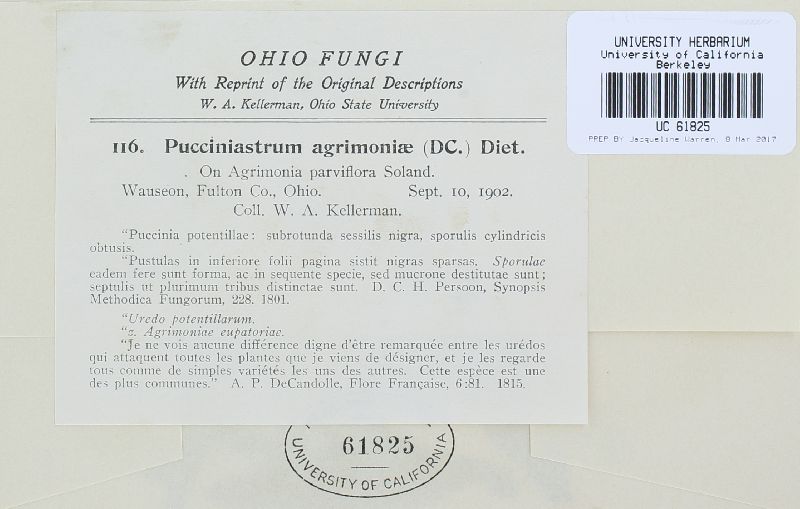 OHIO FUNGI
With Reprint of the Original Descriptions
W. A. Kellerman, Ohio State University
116. Pucciniastrum agrimoniæ (DC.) Diet.
. On Agrimonia parviflora Soland.
Wauseon, Fulton Co., Ohio. Sept. 10, 1902.
Coll. W. A. Kellerman.
"Puccinia potentillae: subrotunda sessilis nigra, sporulis cylindricis
obtusis.
"Pustulas in inferiore folii pagina sistit nigras sparsas. Sporulae
eadem fere sunt forma, ac in sequente specie, sed mucrone destitutae sunt;
septulis ut plurimum tribus distinctae sunt. D. C. H. Persoon, Synopsis
Methodica Fungorum, 228. 1801.
"Uredo potentillarum.
"z. Agrimoniae eupatoriae.
"Je ne vois aucune différence digne d'être remarquée entre les urédos
qui attaquent toutes les plantes que je viens de désigner, et je les regarde
tous comme de simples variétés les uns des autres. Cette espèce est une
des plus communes." A. P. DeCandolle, Flore Française, 6:81. 1815.
UNIVERSITY HERBARIUM
University of California
Berkeley
UC 61825
PREP BY Jacqueline Warren, 8 Mar 2017
61825
UNIVERSITY OF CALIFORNIA